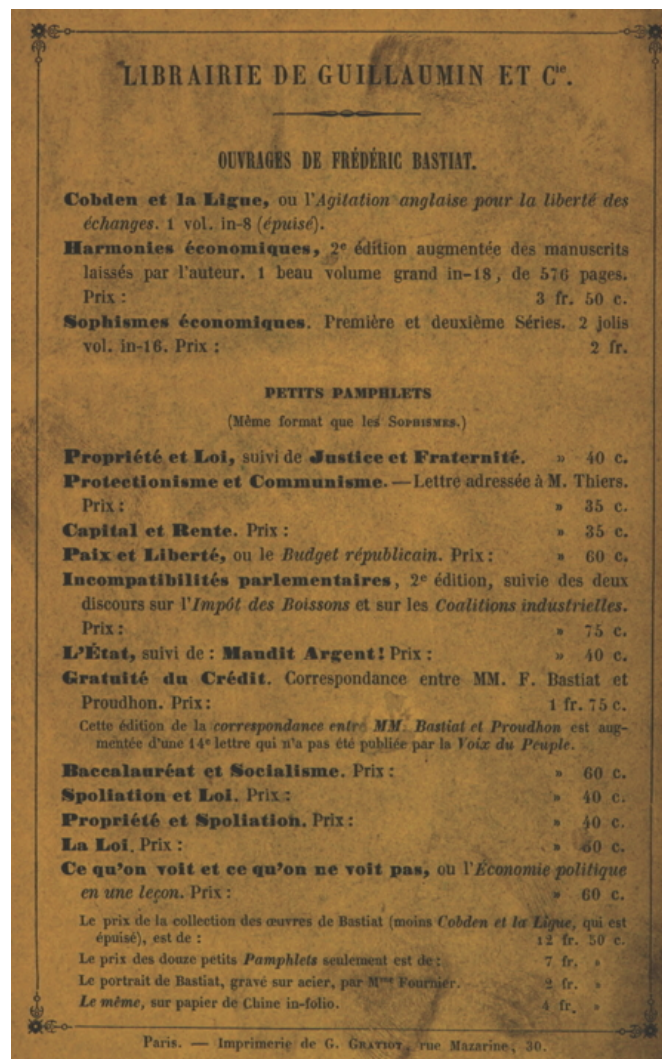 LIBRAIRIE DE GUILLAUMIN ET Cie.
OUVRAGES DE FRÉDÉRIC BASTIAT.
Cobden et la Ligue, ou l'Agitation anglaise pour la liberté des
échanges. 1 vol. in-8 (épuisé).
Harmonies économiques, 2e édition augmentée des manuscrits
laissés par l'auteur. 1 beau volume grand in-18, de 576 pages.
Prix : 3 fr. 50 c.
Sophismes économiques. Première et deuxième Séries. 2 jolis
vol. in-16. Prix : 2 fr.
PETITS PAMPHLETS
(Même format que les SOPHISMES.)
Propriété et Loi, suivi de Justice et Fraternité. » 40 c.
Protectionisme et Communisme. — Lettre adressée à M. Thiers.
Prix : » 35 c.
Capital et Rente. Prix : » 35 c.
Paix et Liberté, ou le Budget républicain. Prix : » 60 c.
Incompatibilités parlementaires, 2e édition, suivie des deux
discours sur l'Impôt des Boissons et sur les Coalitions industrielles.
Prix : » 75 c.
L'État, suivi de : Maudit Argent! Prix : » 40 c.
Gratuité du Crédit. Correspondance entre MM. F. Bastiat et
Proudhon. Prix : 1 fr. 75 c.
Cette édition de la correspondance entre MM. Bastiat et Proudhon est aug-
mentée d'une 14e lettre qui n'a pas été publiée par la Voix du Peuple.
Baccalauréat et Socialisme. Prix : » 60 c.
Spoliation et Loi. Prix : » 40 c.
Propriété et Spoliation. Prix : » 40 c.
La Loi. Prix : » 60 c.
Ce qu'on voit et ce qu'on ne voit pas, ou l'Économie politique
en une leçon. Prix : » 60 c.
Le prix de la collection des œuvres de Bastiat (moins Cobden et la Ligue, qui est
épuisé), est de : 12 fr. 50 c.
Le prix des douze petits Pamphlets seulement est de : 7 fr. »
Le portrait de Bastiat, gravé sur acier, par Mme Fournier. 2 fr. »
Le même, sur papier de Chine in-folio. 4 fr. »
Paris. — Imprimerie de G. GRATIOT, rue Mazarine, 30.